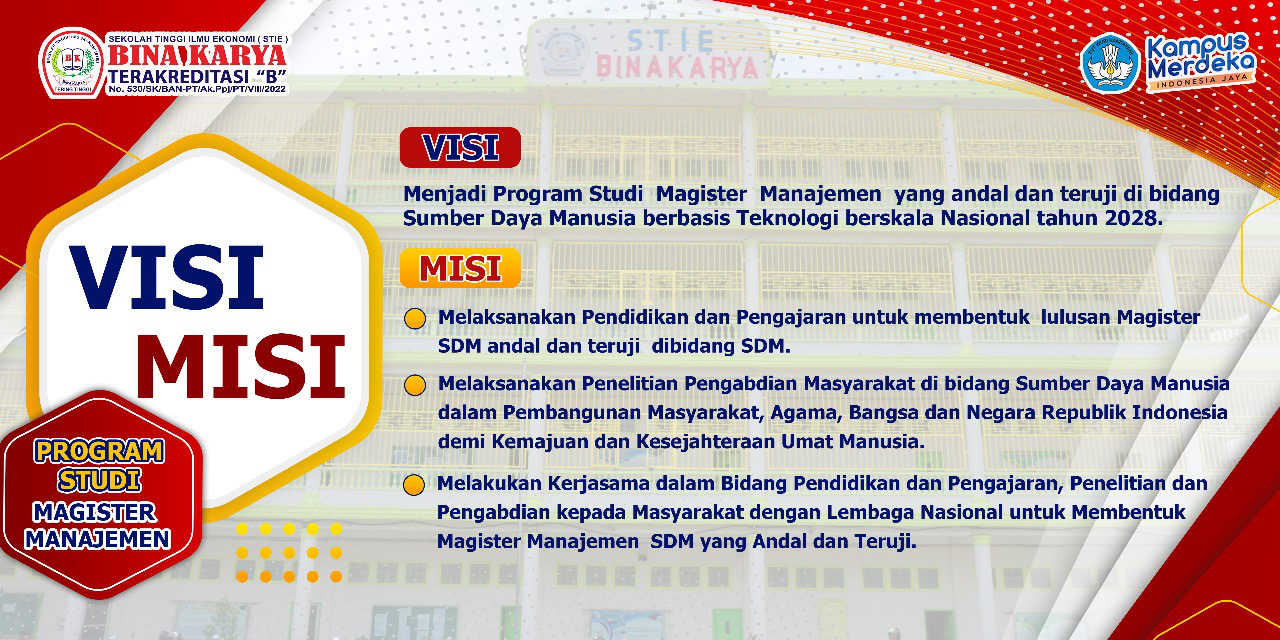 SEKOLAH TINGGI ILMU EKONOMI ( STIE )
BINA KARYA
TERAKREDITASI “B”
No. 530/SK/BAN-PT/Ak.Ppj/PT/VIII/2022
TEBING TINGGI
STIE
BINAKARYA
Kampus
Merdeka
INDONESIA JAYA
VISI
MISI
PROGRAM
STUDI
MAGISTER
MANAJEMEN
VISI
Menjadi Program Studi Magister Manajemen yang andal dan teruji di bidang
Sumber Daya Manusia berbasis Teknologi berskala Nasional tahun 2028.
MISI
Melaksanakan Pendidikan dan Pengajaran untuk membentuk lulusan Magister
SDM andal dan teruji dibidang SDM.
Melaksanakan Penelitian Pengabdian Masyarakat di bidang Sumber Daya Manusia
dalam Pembangunan Masyarakat, Agama, Bangsa dan Negara Republik Indonesia
demi Kemajuan dan Kesejahteraan Umat Manusia.
Melakukan Kerjasama dalam Bidang Pendidikan dan Pengajaran, Penelitian dan
Pengabdian kepada Masyarakat dengan Lembaga Nasional untuk Membentuk
Magister Manajemen SDM yang Andal dan Teruji.